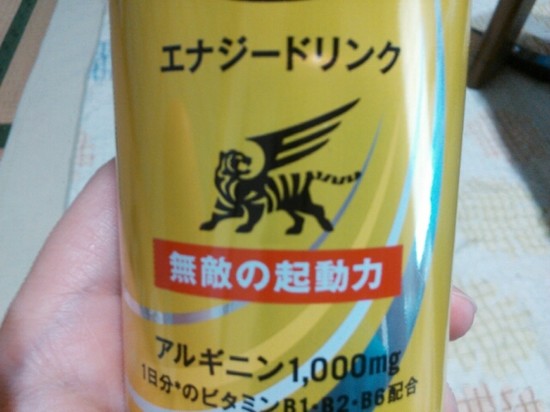 エナジードリンク
無敵の起動力
アルギニン1,000mg
1日分*のビタミンB1・B2・B6配合